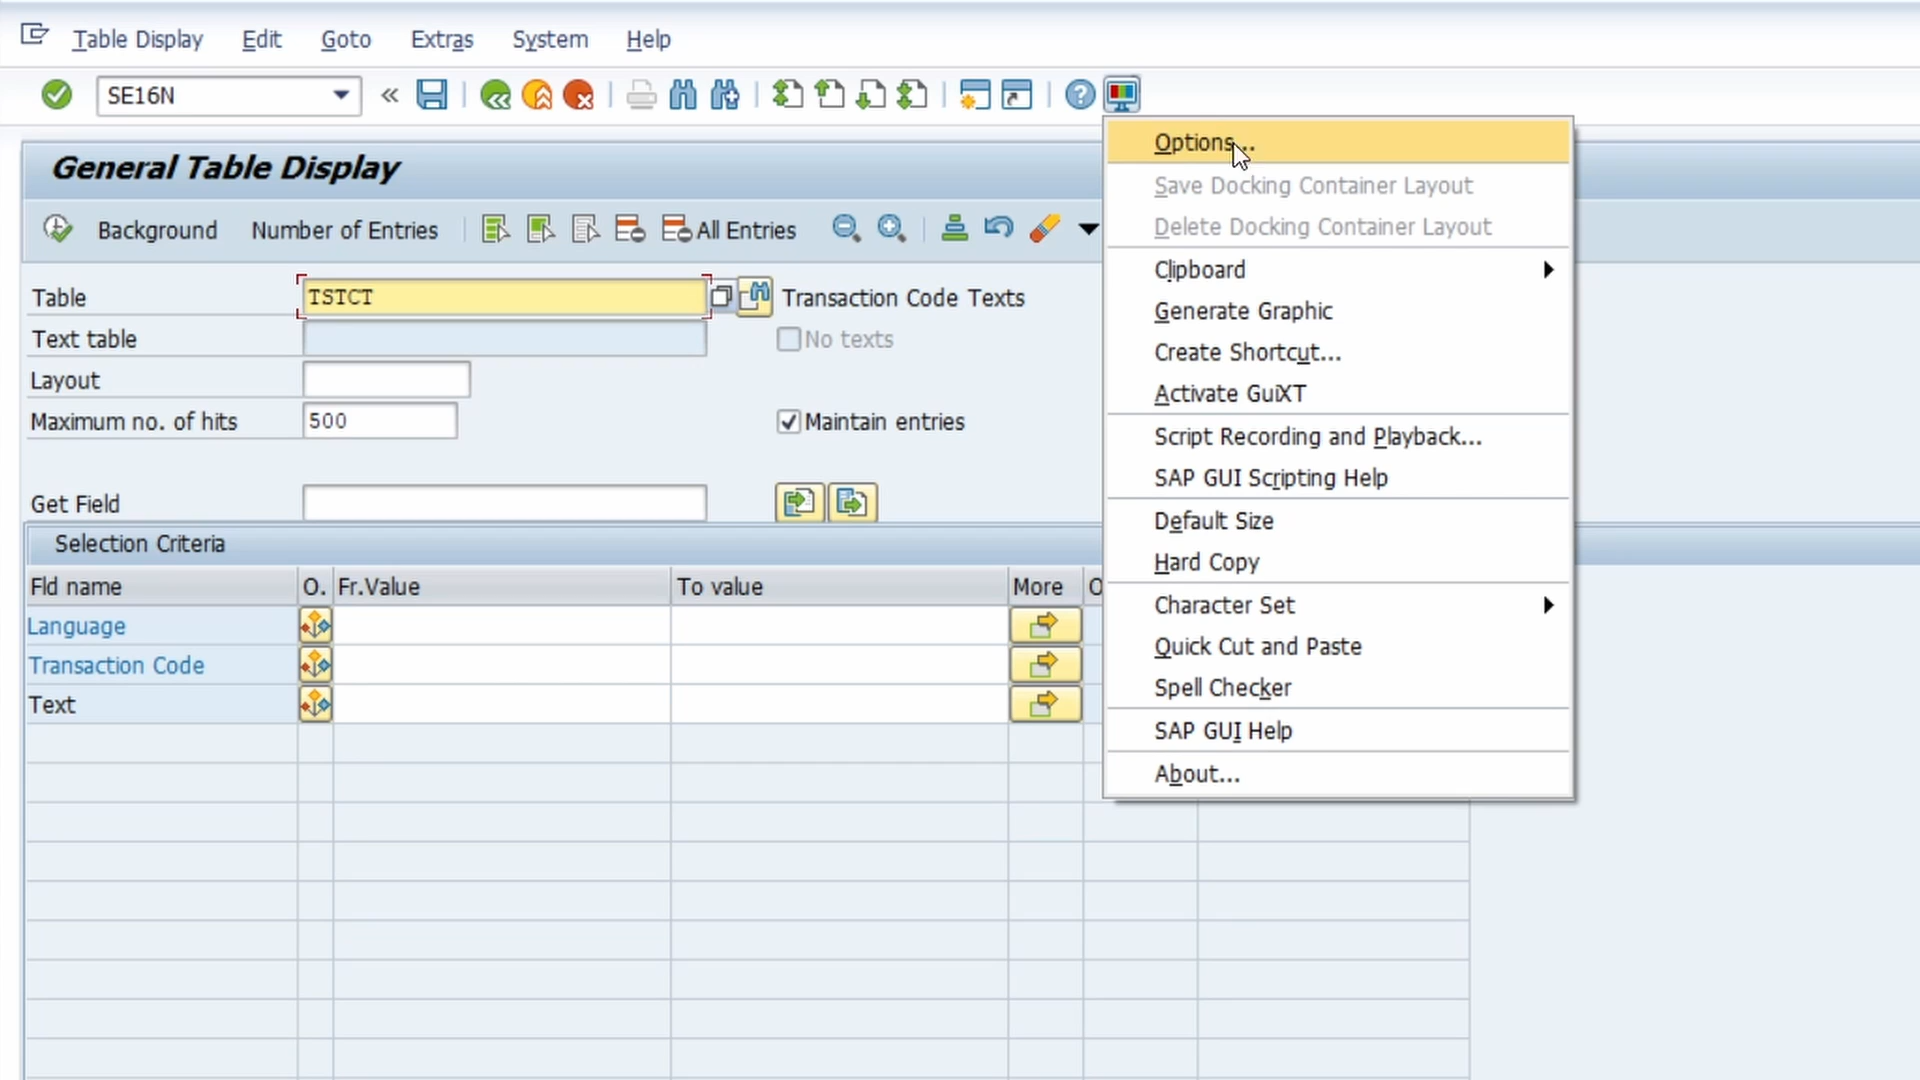 Table Display Edit Goto Extras System Help
SE16N
General Table Display
Background Number of Entries All Entries
Table TSTCT Transaction Code Texts
Text table No texts
Layout
Maximum no. of hits 500 Maintain entries
Get Field
Selection Criteria
Fld name O. Fr.Value To value More O
Language
Transaction Code
Text
Options...
Save Docking Container Layout
Delete Docking Container Layout
Clipboard
Generate Graphic
Create Shortcut...
Activate GuiXT
Script Recording and Playback...
SAP GUI Scripting Help
Default Size
Hard Copy
Character Set
Quick Cut and Paste
Spell Checker
SAP GUI Help
About...